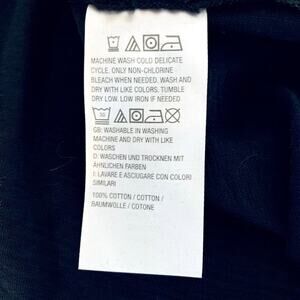 MACHINE WASH COLD DELICATE
CYCLE. ONLY NON-CHLORINE
BLEACH WHEN NEEDED. WASH AND
DRY WITH LIKE COLORS. TUMBLE
DRY LOW. LOW IRON IF NEEDED
30
GB: WASHABLE IN WASHING
MACHINE AND DRY WITH LIKE
COLORS
D: WASCHEN UND TROCKNEN MIT
ÄHNLICHEN FARBEN
I: LAVARE E ASCIUGARE CON COLORI
SIMILARI
100% COTTON / COTTON /
BAUMWOLLE / COTONE